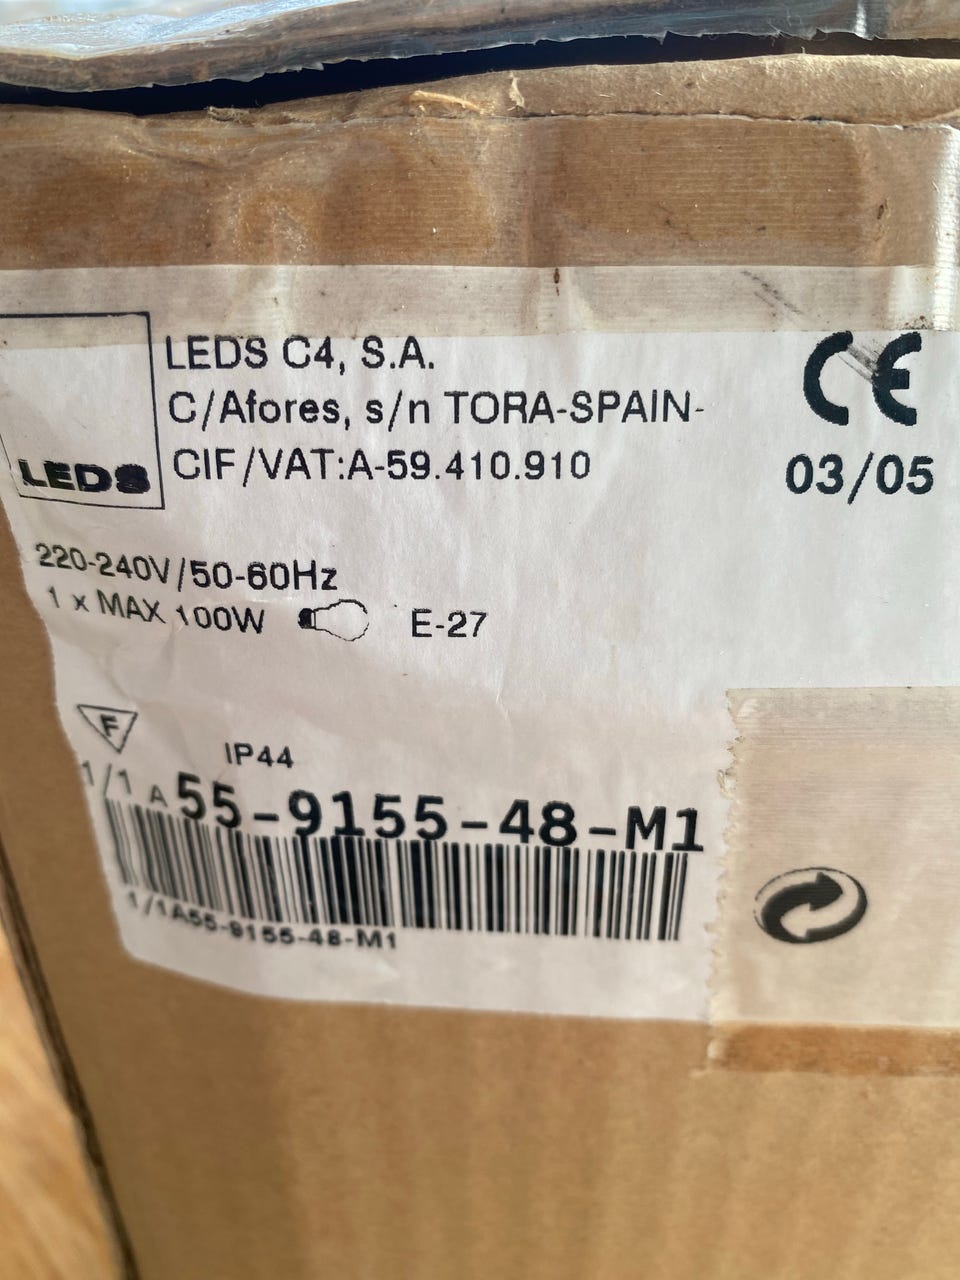 LEDS C4, S.A.
C/Afores, s/n TORA-SPAIN-
CIF/VAT:A-59.410.910
LEDS
CE
03/05
220-240V/50-60Hz
1 x MAX 100W E-27
F
IP44
1/1 A 55-9155-48-M1
1/1A55-9155-48-M1